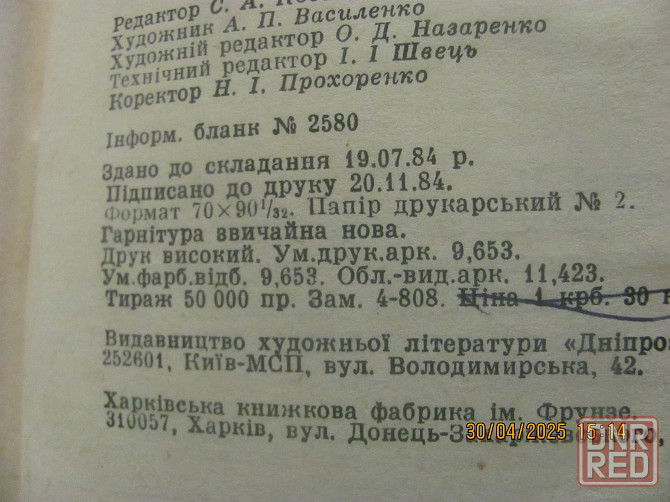 Редактор С. А.
Художник А. П. Василенко
Художній редактор О. Д. Назаренко
Технічний редактор І. І Швець
Коректор Н. І. Прохоренко
Інформ. бланк № 2580
Здано до складання 19.07.84 р.
Підписано до друку 20.11.84.
Формат 70×90 1/32. Папір друкарський № 2.
Гарнітура звичайна нова.
Друк високий. Ум.друк.арк. 9,653.
Ум.фарб.відб. 9,653. Обл.-вид.арк. 11,423.
Тираж 50 000 пр. Зам. 4-808. Ціна 1 крб. 30 к
Видавництво художньої літератури «Дніпро»
252601, Київ-МСП, вул. Володимирська, 42.
Харківська книжкова фабрика ім. Фрунзе.
310057, Харків, вул. Донець-
30/04/2025 15:14
DNR
RED